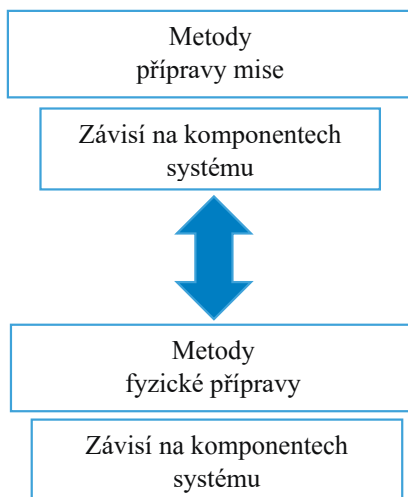 Metody
přípravy mise
Závisí na komponentech
systému
Metody
fyzické přípravy
Závisí na komponentech
systému